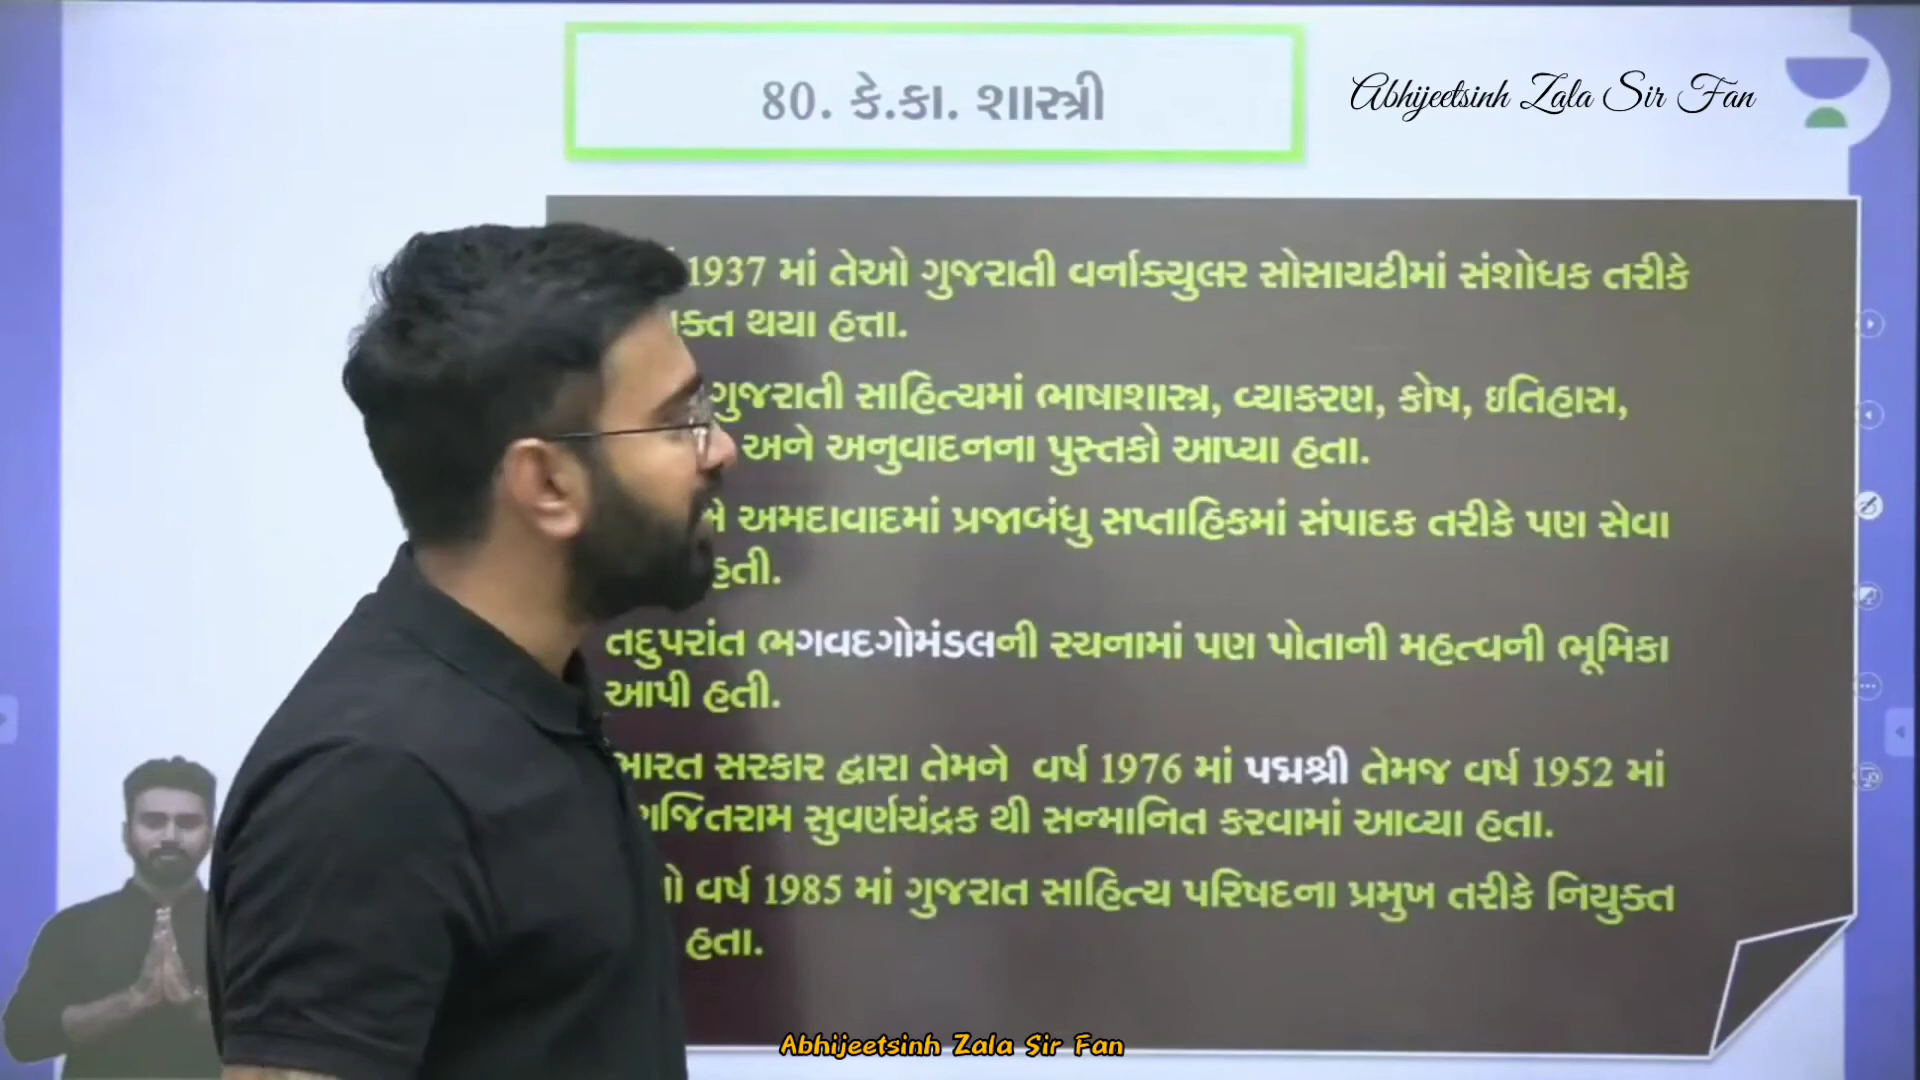 80. કે.કા. શાસ્ત્રી
Abhijeetsinh Zala Sir Fan
1937 માં તેઓ ગુજરાતી વર્નાક્યુલર સોસાયટીમાં સંશોધક તરીકે
થયા હત્તા.
ગુજરાતી સાહિત્યમાં ભાષાશાસ્ત્ર, વ્યાકરણ, કોષ, ઇતિહાસ,
અને અનુવાદનના પુસ્તકો આપ્યા હતા.
અમદાવાદમાં પ્રજાબંધુ સપ્તાહિકમાં સંપાદક તરીકે પણ સેવા
હતી.
તદુપરાંત ભગવદગોમંડલની રચનામાં પણ પોતાની મહત્વની ભૂમિકા
આપી હતી.
ભારત સરકાર દ્વારા તેમને વર્ષ 1976 માં પદ્મશ્રી તેમજ વર્ષ 1952 માં
સુવર્ણચંદ્રક થી સન્માનિત કરવામાં આવ્યા હતા.
વર્ષ 1985 માં ગુજરાત સાહિત્ય પરિષદના પ્રમુખ તરીકે નિયુક્ત
હતા.
Abhijeetsinh Zala Sir Fan